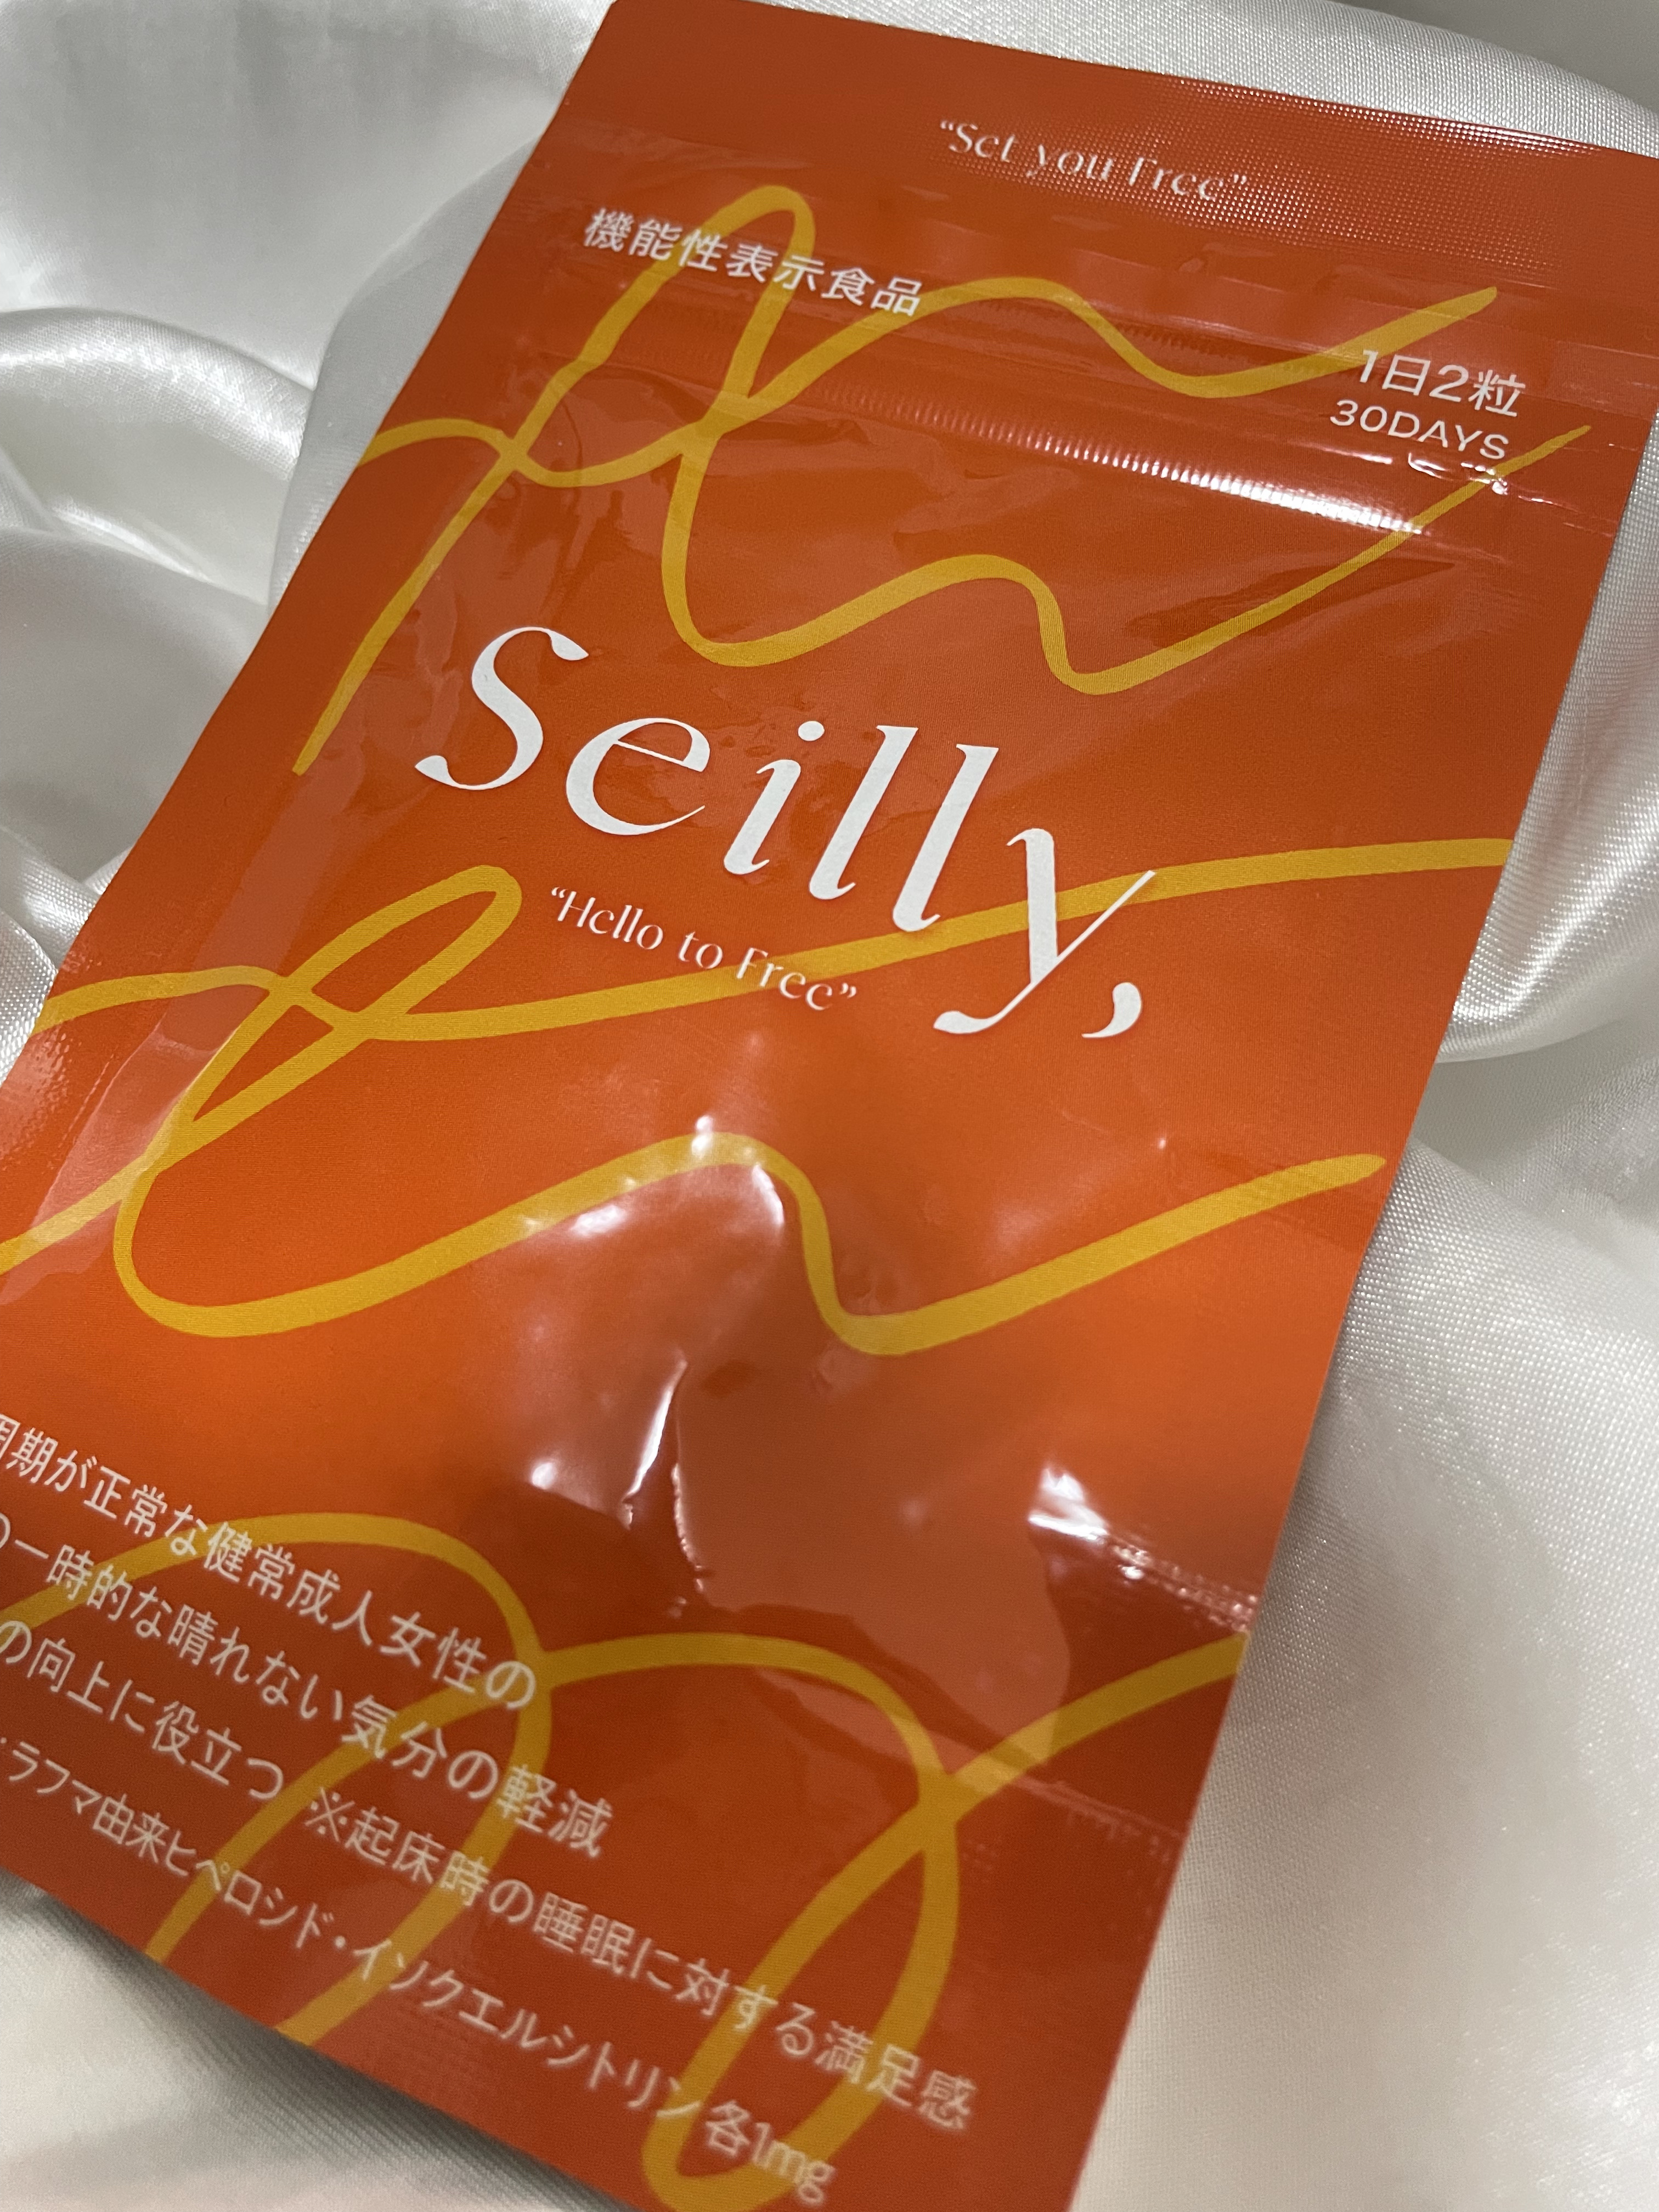 “Set you Free”
機能性表示食品
1日2粒
30DAYS
Seilly,
“Hello to Free”
周期が正常な健常成人女性の
の一時的な晴れない気分の軽減
の向上に役立つ ※起床時の睡眠に対する満足感
・ラフマ由来ヒペロシド・イソクエルシトリン各1mg